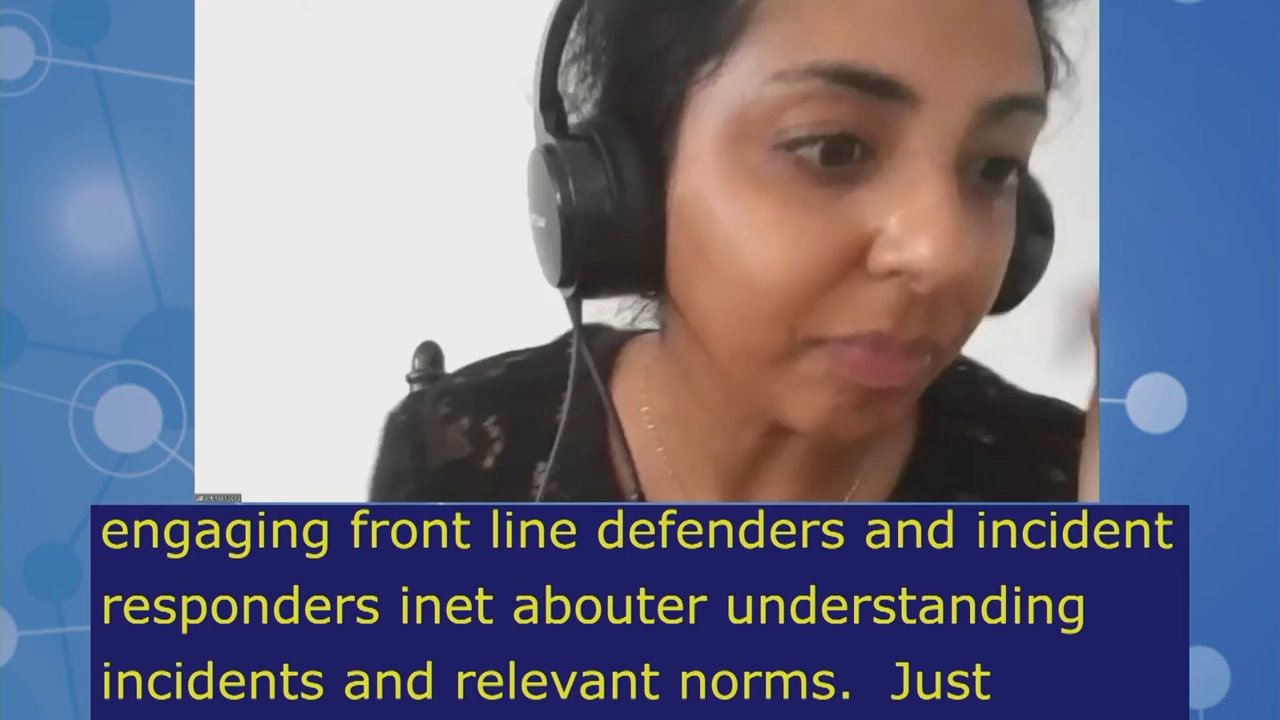 engaging front line defenders and incident
responders inet abouter understanding
incidents and relevant norms.  Just